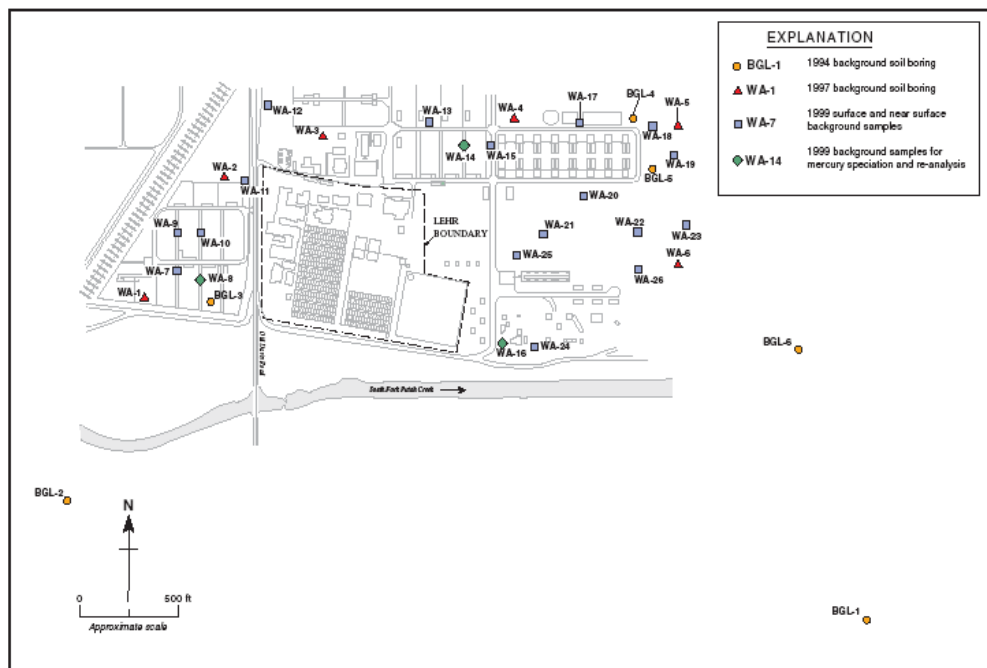 EXPLANATION
BGL-1 1994 background soil boring
WA-1 1997 background soil boring
WA-7 1999 surface and near surface
background samples
WA-14 1999 background samples for
mercury speciation and re-analysis
WA-12
WA-13
WA-4
WA-17
BGL-4
WA-5
WA-3
WA-18
WA-14
WA-15
WA-19
WA-2
BGL-5
WA-11
WA-20
LEHR
BOUNDARY
WA-9
WA-10
WA-21
WA-22
WA-23
WA-25
WA-6
WA-7
WA-8
WA-26
WA-1
BGL-3
WA-16
WA-24
BGL-6
South Fork Putah Creek
BGL-2
N
0 500 ft
Approximate scale
BGL-1